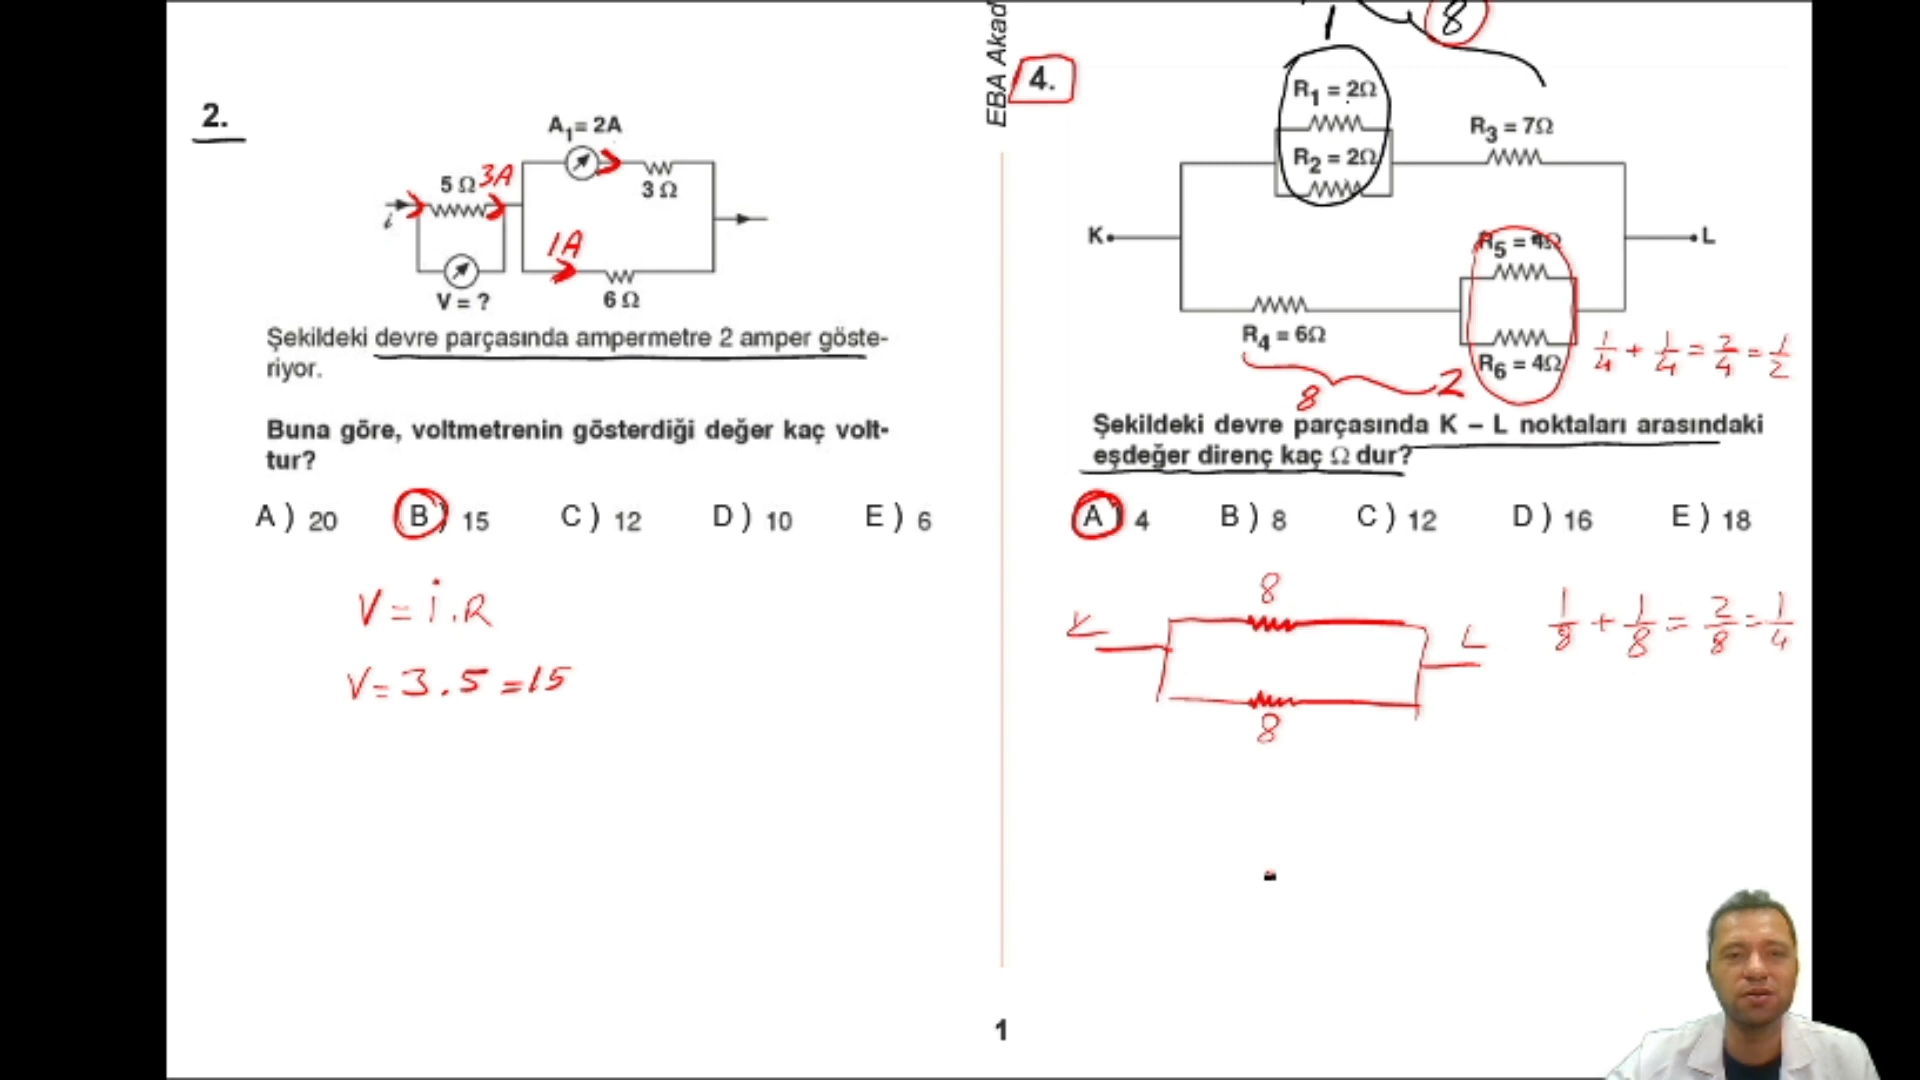 2.
A₁= 2A
5 Ω
3A
3 Ω
i
1A
V = ?
6 Ω
Şekildeki devre parçasında ampermetre 2 amper göste-
riyor.
Buna göre, voltmetrenin gösterdiği değer kaç volt-
tur?
A ) 20 B ) 15 C ) 12 D ) 10 E ) 6
V = i . R
V = 3 . 5 = 15
EBA Akad
1 8
4.
R₁ = 2Ω
R₂ = 2Ω
R₃ = 7Ω
K
L
R₅ = 4Ω
R₄ = 6Ω
R₆ = 4Ω
1/4 + 1/4 = 2/4 = 1/2
8 2
Şekildeki devre parçasında K – L noktaları arasındaki
eşdeğer direnç kaç Ω dur?
A ) 4 B ) 8 C ) 12 D ) 16 E ) 18
8
K L
8
1/8 + 1/8 = 2/8 = 1/4
1